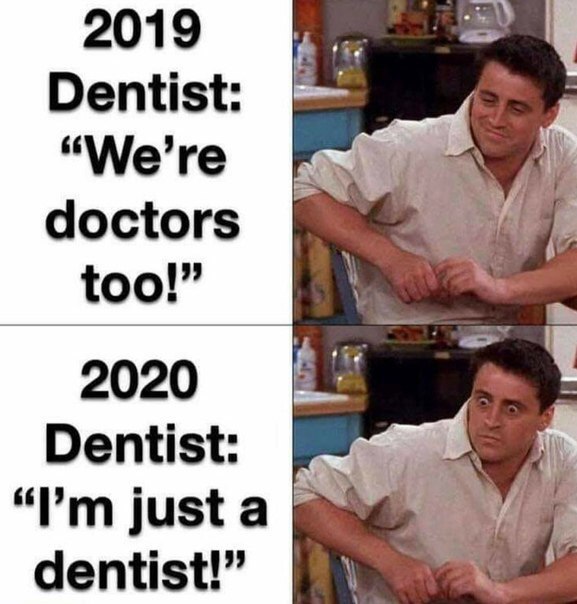 2019
Dentist:
“We’re
doctors
too!”
2020
Dentist:
“I’m just a
dentist!”